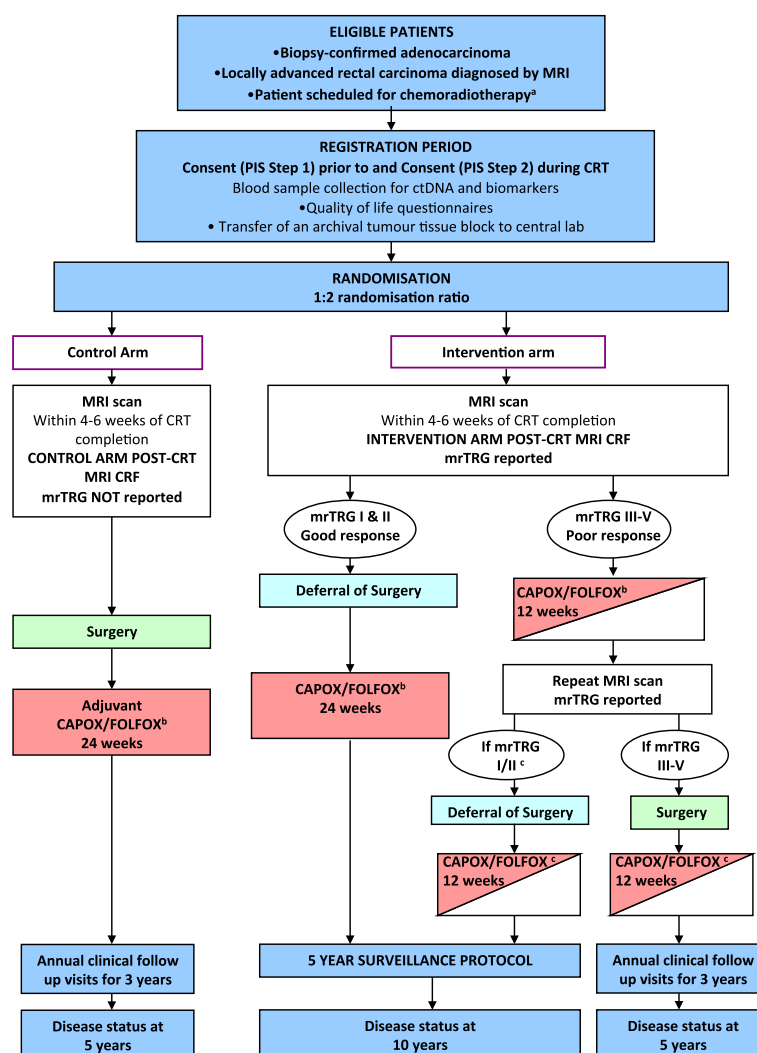 ELIGIBLE PATIENTS
•Biopsy-confirmed adenocarcinoma
•Locally advanced rectal carcinoma diagnosed by MRI
•Patient scheduled for chemoradiotherapyᵃ
REGISTRATION PERIOD
Consent (PIS Step 1) prior to and Consent (PIS Step 2) during CRT
Blood sample collection for ctDNA and biomarkers
•Quality of life questionnaires
• Transfer of an archival tumour tissue block to central lab
RANDOMISATION
1:2 randomisation ratio
Control Arm
Intervention arm
MRI scan
Within 4-6 weeks of CRT
completion
CONTROL ARM POST-CRT
MRI CRF
mrTRG NOT reported
MRI scan
Within 4-6 weeks of CRT completion
INTERVENTION ARM POST-CRT MRI CRF
mrTRG reported
mrTRG I & II
Good response
mrTRG III-V
Poor response
Deferral of Surgery
CAPOX/FOLFOXᵇ
12 weeks
Surgery
Repeat MRI scan
mrTRG reported
CAPOX/FOLFOXᵇ
24 weeks
Adjuvant
CAPOX/FOLFOXᵇ
24 weeks
If mrTRG
I/II ᶜ
If mrTRG
III-V
Deferral of Surgery
Surgery
CAPOX/FOLFOX ᶜ
12 weeks
CAPOX/FOLFOX ᶜ
12 weeks
Annual clinical follow
up visits for 3 years
5 YEAR SURVEILLANCE PROTOCOL
Annual clinical follow
up visits for 3 years
Disease status at
5 years
Disease status at
10 years
Disease status at
5 years